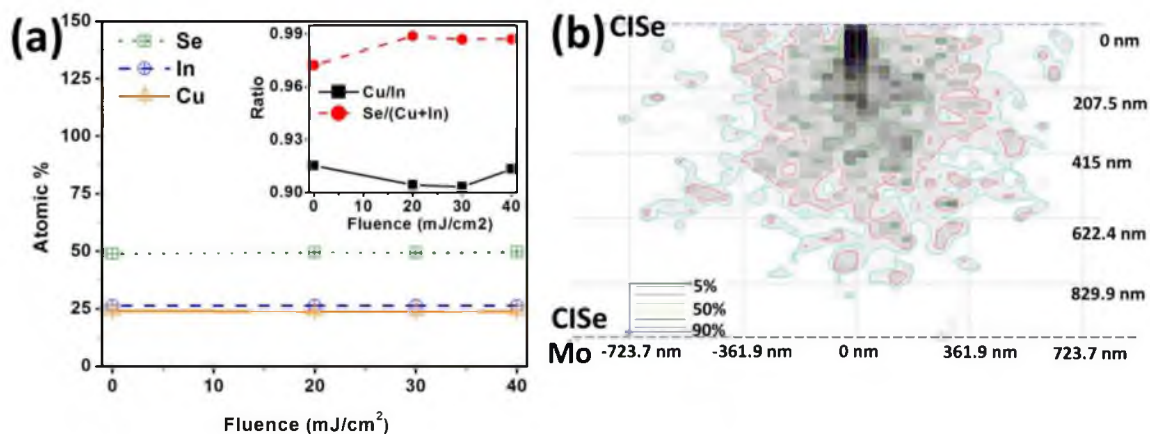 (a)
150
125
100
75
50
25
0
Atomic %
Se
In
Cu
0.99
0.96
0.93
0.90
Ratio
Cu/In
Se/(Cu+In)
0 20 30 40
Fluence (mJ/cm2)
0 10 20 30 40
Fluence (mJ/cm²)
(b) CISe
0 nm
207.5 nm
415 nm
622.4 nm
829.9 nm
5%
50%
90%
CISe
Mo -723.7 nm -361.9 nm 0 nm 361.9 nm 723.7 nm